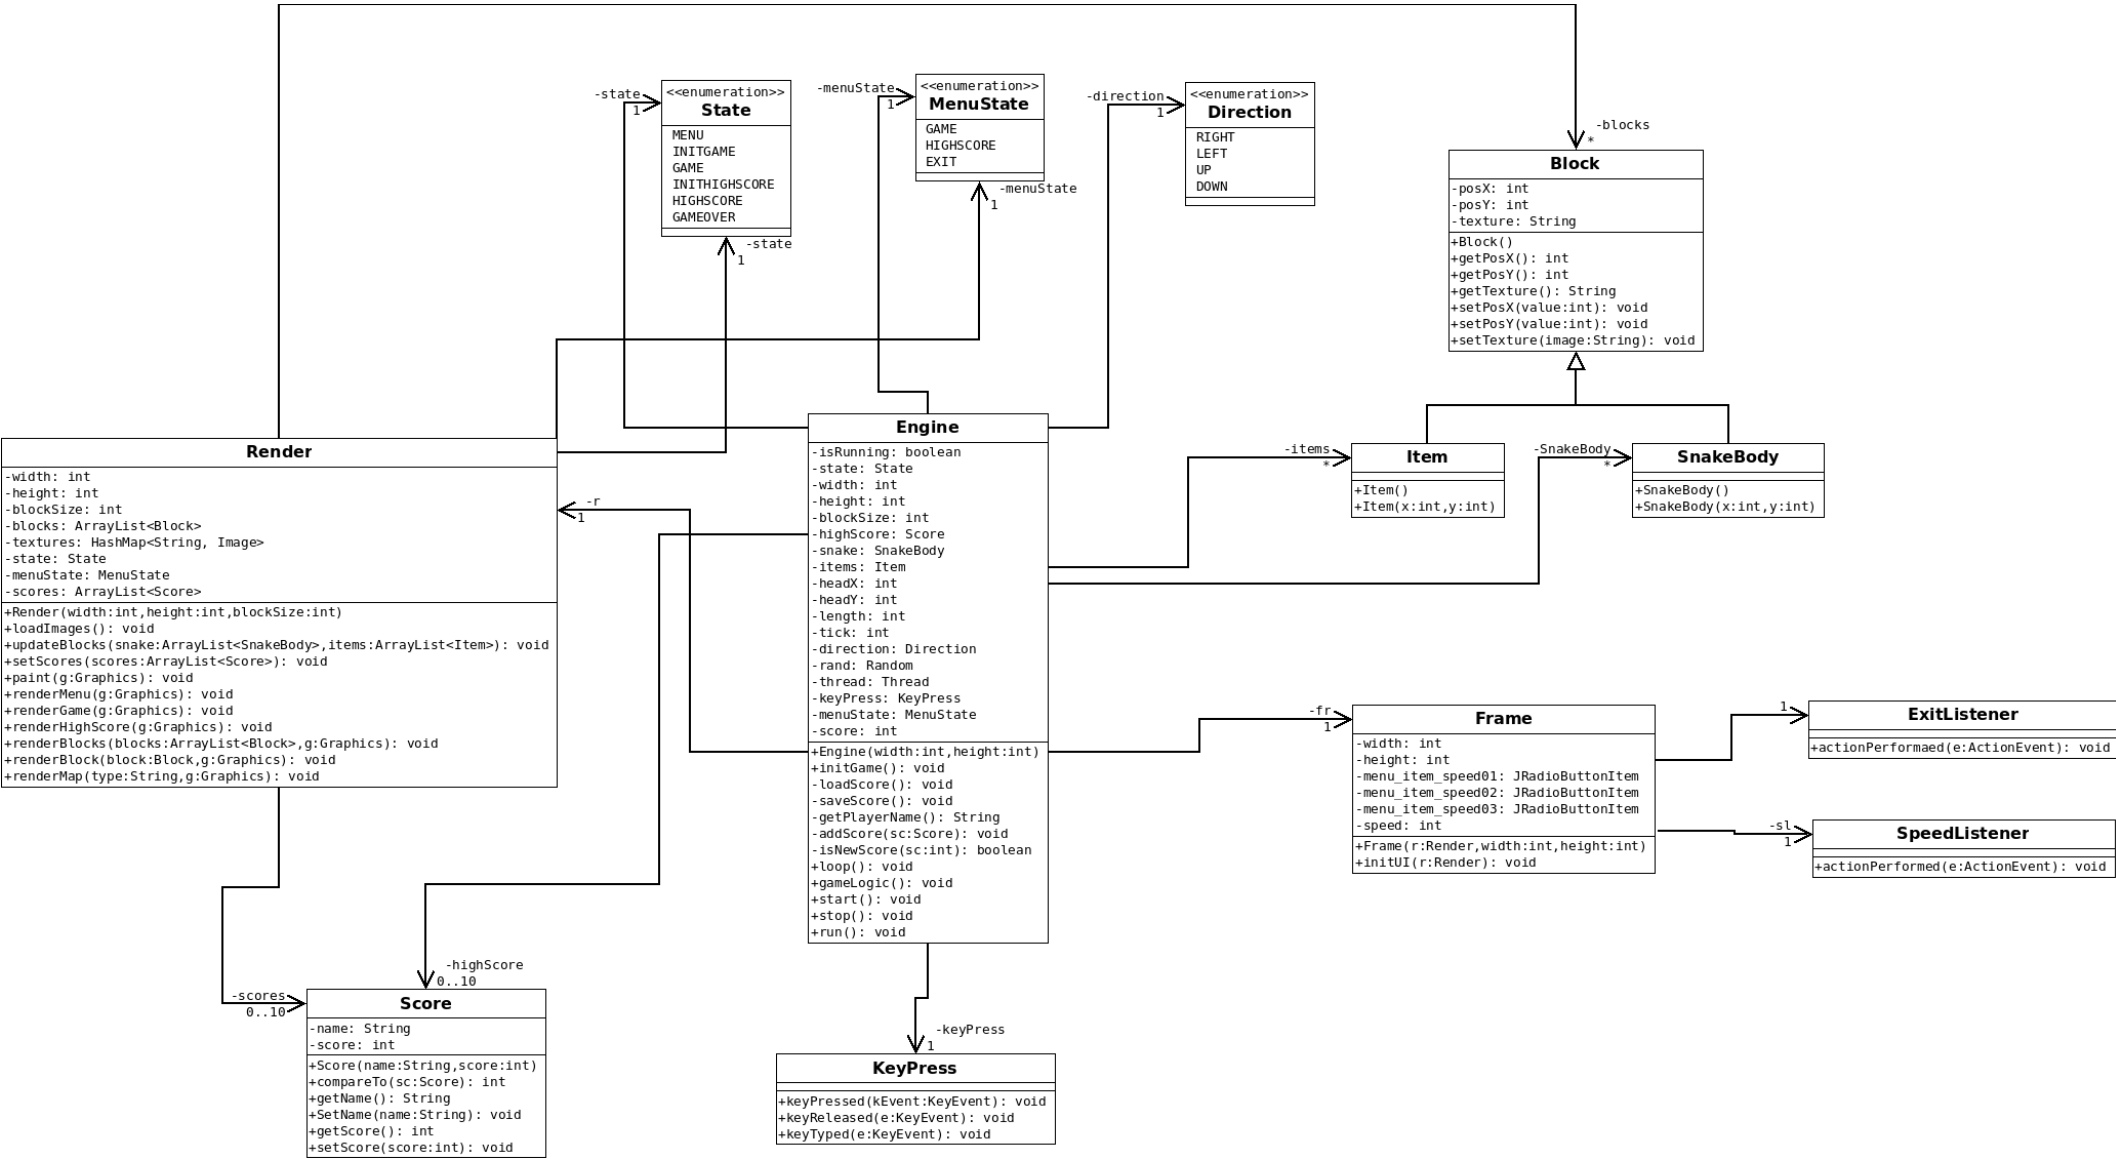 -state
1
<<enumeration>>
State
MENU
INITGAME
GAME
INITHIGHSCORE
HIGHSCORE
GAMEOVER
-state
1
-menuState
1
<<enumeration>>
MenuState
GAME
HIGHSCORE
EXIT
-menuState
1
-direction
1
<<enumeration>>
Direction
RIGHT
LEFT
UP
DOWN
-blocks
*
Block
-posX: int
-posY: int
-texture: String
+Block()
+getPosX(): int
+getPosY(): int
+getTexture(): String
+setPosX(value:int): void
+setPosY(value:int): void
+setTexture(image:String): void
Render
-width: int
-height: int
-blockSize: int
-blocks: ArrayList<Block>
-textures: HashMap<String, Image>
-state: State
-menuState: MenuState
-scores: ArrayList<Score>
+Render(width:int,height:int,blockSize:int)
+loadImages(): void
+updateBlocks(snake:ArrayList<SnakeBody>,items:ArrayList<Item>): void
+setScores(scores:ArrayList<Score>): void
+paint(g:Graphics): void
+renderMenu(g:Graphics): void
+renderGame(g:Graphics): void
+renderHighScore(g:Graphics): void
+renderBlocks(blocks:ArrayList<Block>,g:Graphics): void
+renderBlock(block:Block,g:Graphics): void
+renderMap(type:String,g:Graphics): void
-r
1
Engine
-isRunning: boolean
-state: State
-width: int
-height: int
-blockSize: int
-highScore: Score
-snake: SnakeBody
-items: Item
-headX: int
-headY: int
-length: int
-tick: int
-direction: Direction
-rand: Random
-thread: Thread
-keyPress: KeyPress
-menuState: MenuState
-score: int
+Engine(width:int,height:int)
+initGame(): void
-loadScore(): void
-saveScore(): void
-getPlayerName(): String
-addScore(sc:Score): void
-isNewScore(sc:int): boolean
+loop(): void
+gameLogic(): void
+start(): void
+stop(): void
+run(): void
-items
*
Item
+Item()
+Item(x:int,y:int)
-SnakeBody
*
SnakeBody
+SnakeBody()
+SnakeBody(x:int,y:int)
-fr
1
Frame
-width: int
-height: int
-menu_item_speed01: JRadioButtonItem
-menu_item_speed02: JRadioButtonItem
-menu_item_speed03: JRadioButtonItem
-speed: int
+Frame(r:Render,width:int,height:int)
+initUI(r:Render): void
1
ExitListener
+actionPerformaed(e:ActionEvent): void
-sl
1
SpeedListener
+actionPerformed(e:ActionEvent): void
-scores
0..10
-highScore
0..10
Score
-name: String
-score: int
+Score(name:String,score:int)
+compareTo(sc:Score): int
+getName(): String
+SetName(name:String): void
+getScore(): int
+setScore(score:int): void
-keyPress
1
KeyPress
+keyPressed(kEvent:KeyEvent): void
+keyReleased(e:KeyEvent): void
+keyTyped(e:KeyEvent): void